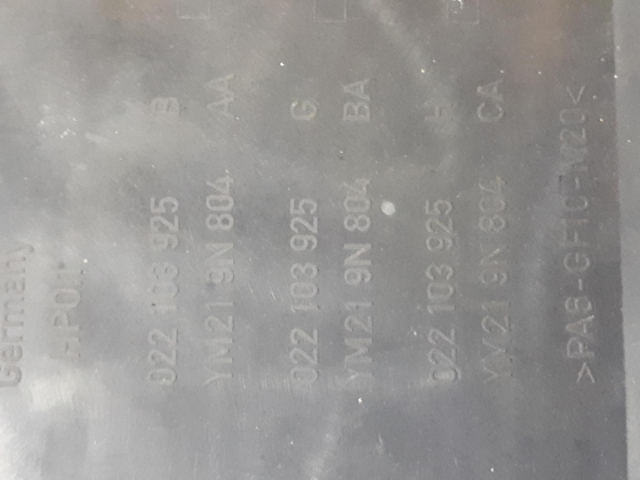 Germany
022 103 925 B
YM21 9N 804 AA
022 103 925 G
YM21 9N 804 BA
022 103 925 H
YM21 9N 804 CA
>PA6-GF10-M20<